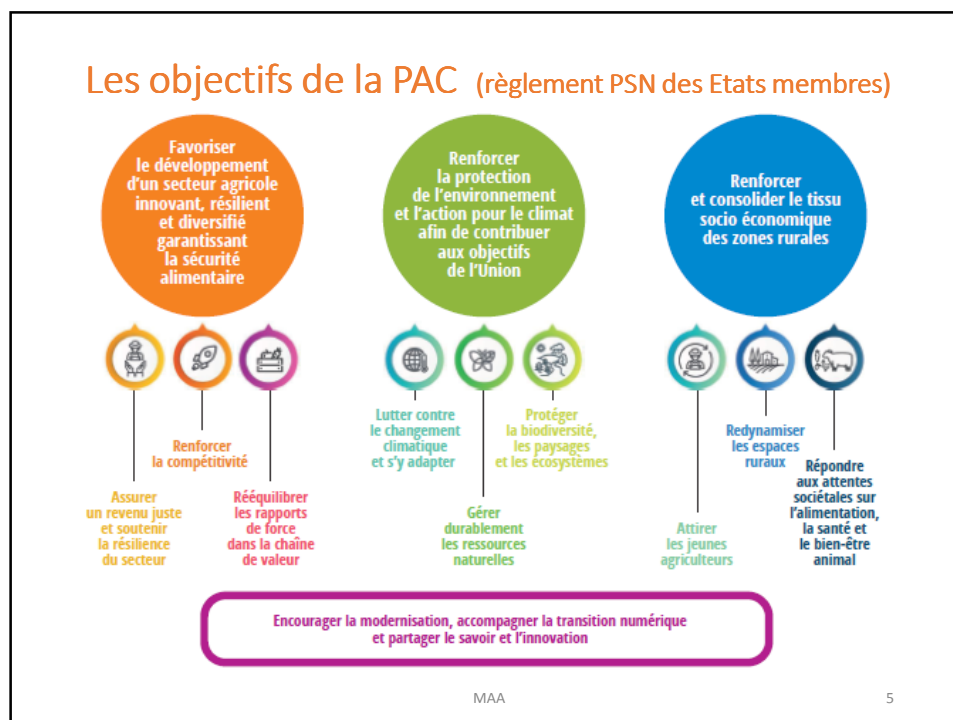 Les objectifs de la PAC (règlement PSN des Etats membres)
Favoriser
le développement
d'un secteur agricole
innovant, résilient
et diversifié
garantissant
la sécurité
alimentaire
Renforcer
la protection
de l'environnement
et l'action pour le climat
afin de contribuer
aux objectifs
de l'Union
Renforcer
et consolider le tissu
socio économique
des zones rurales
Assurer
un revenu juste
et soutenir
la résilience
du secteur
Renforcer
la compétitivité
Rééquilibrer
les rapports
de force
dans la chaîne
de valeur
Lutter contre
le changement
climatique
et s'y adapter
Gérer
durablement
les ressources
naturelles
Protéger
la biodiversité,
les paysages
et les écosystèmes
Attirer
les jeunes
agriculteurs
Redynamiser
les espaces
ruraux
Répondre
aux attentes
sociétales sur
l'alimentation,
la santé et
le bien-être
animal
Encourager la modernisation, accompagner la transition numérique
et partager le savoir et l'innovation
MAA
5